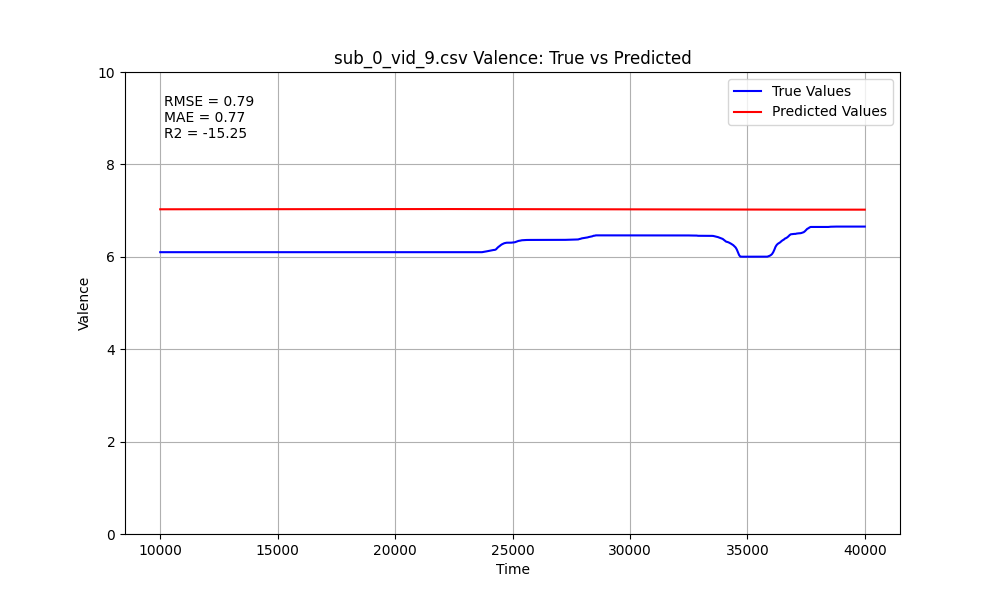 sub_0_vid_9.csv Valence: True vs Predicted
RMSE = 0.79
MAE = 0.77
R2 = -15.25
True Values
Predicted Values
10
8
6
4
2
0
Valence
10000 15000 20000 25000 30000 35000 40000
Time